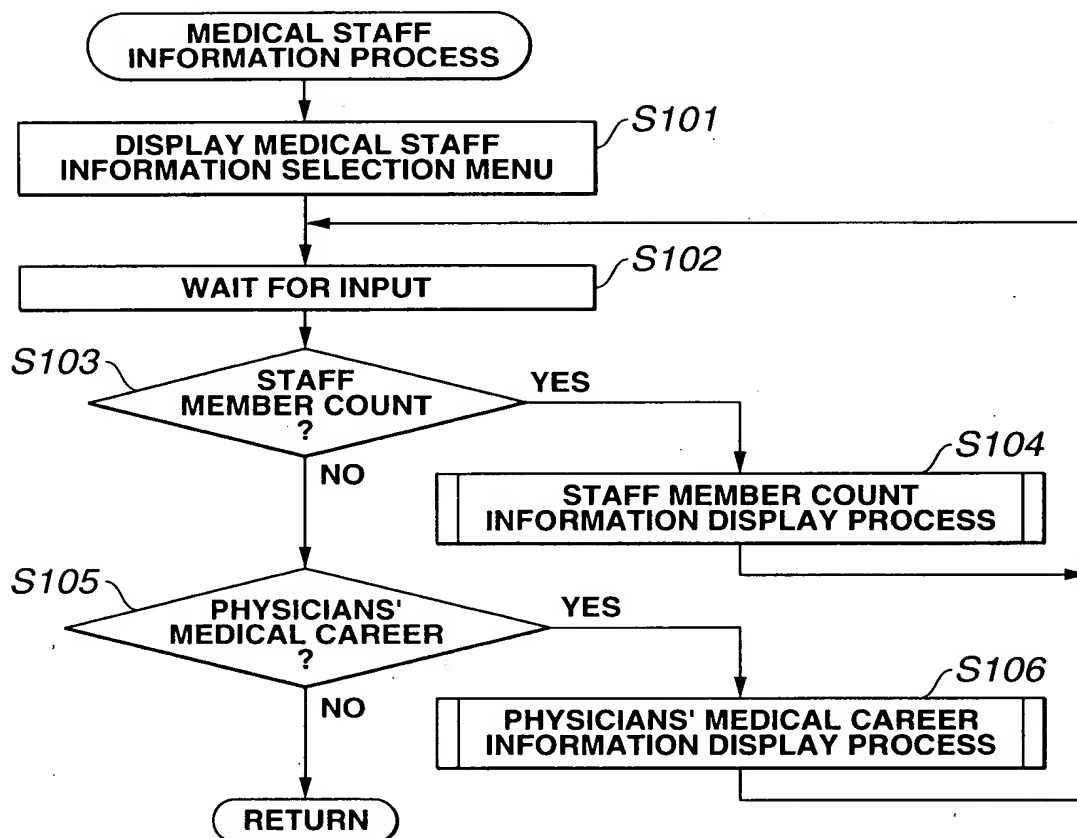 MEDICAL STAFF
INFORMATION PROCESS
S101
DISPLAY MEDICAL STAFF
INFORMATION SELECTION MENU
S102
WAIT FOR INPUT
S103
STAFF
MEMBER COUNT
?
YES
NO
S104
STAFF MEMBER COUNT
INFORMATION DISPLAY PROCESS
S105
PHYSICIANS'
MEDICAL CAREER
?
YES
NO
S106
PHYSICIANS' MEDICAL CAREER
INFORMATION DISPLAY PROCESS
RETURN